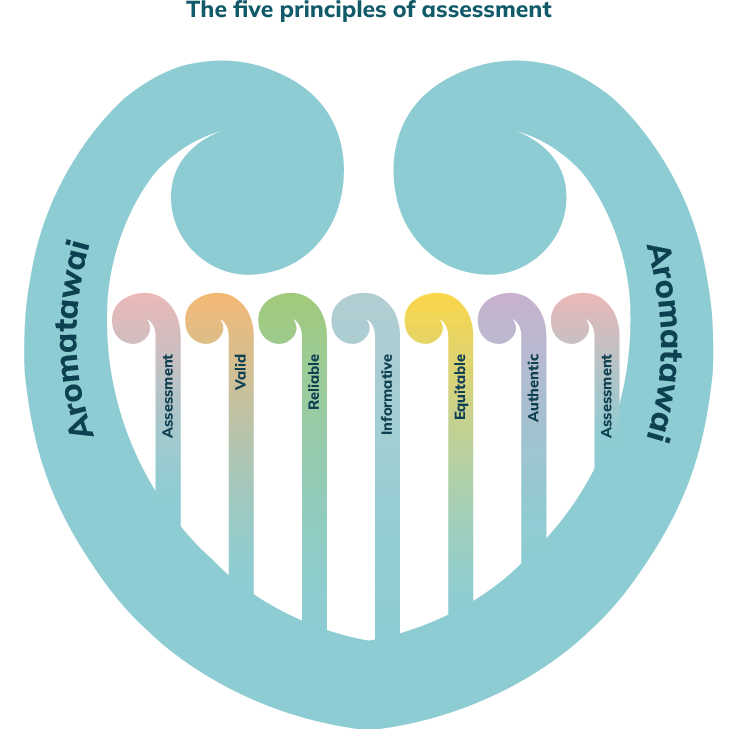 The five principles of assessment
Aromatawai
Assessment
Valid
Reliable
Informative
Equitable
Authentic
Assessment
Aromatawai